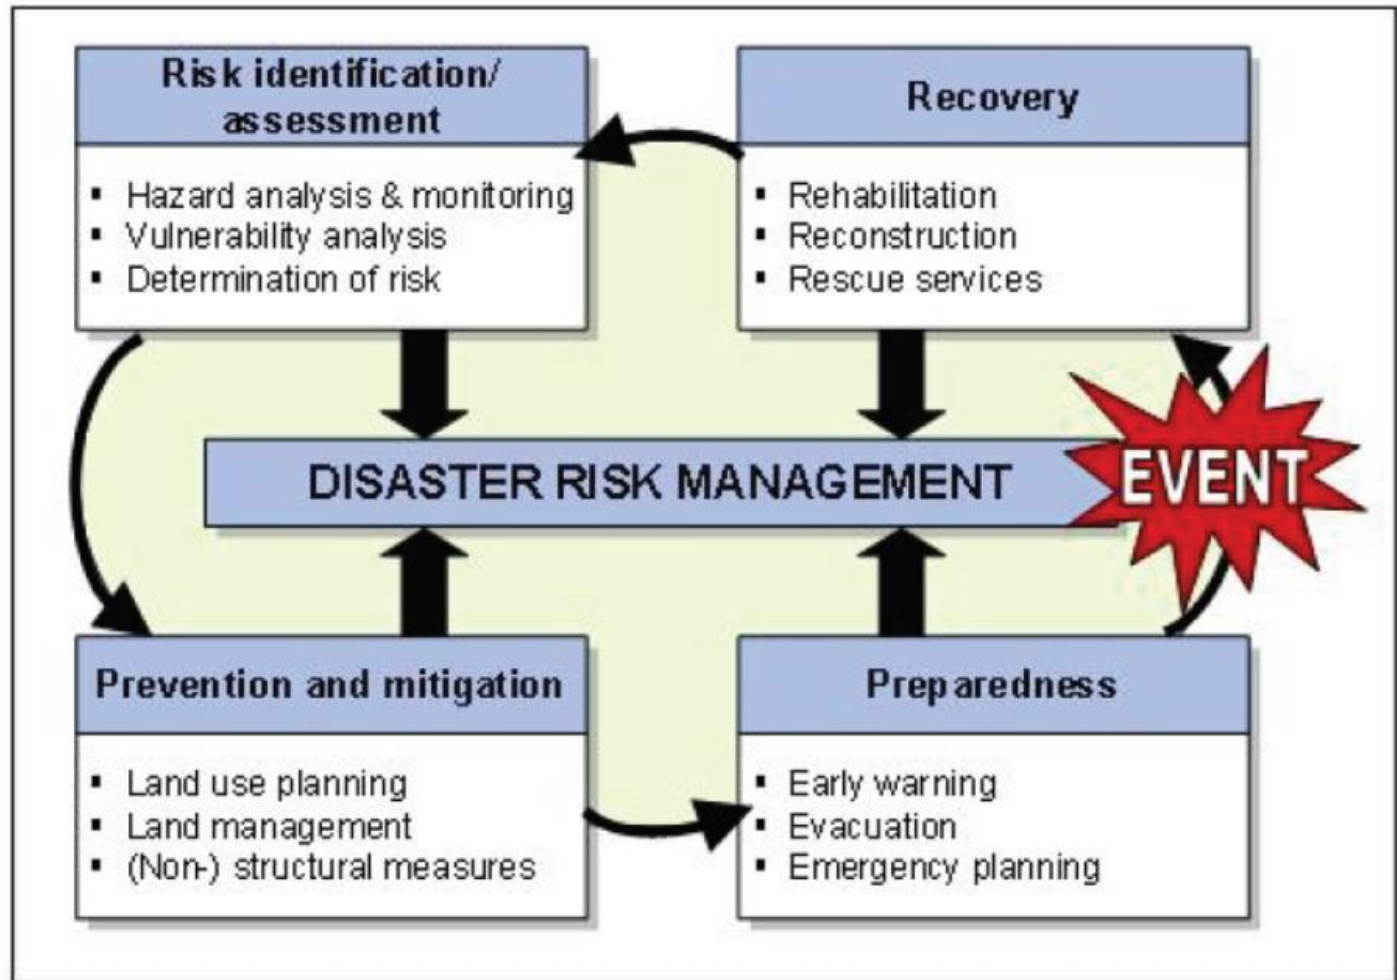 Risk identification/
assessment
▪ Hazard analysis & monitoring
▪ Vulnerability analysis
▪ Determination of risk
Recovery
▪ Rehabilitation
▪ Reconstruction
▪ Rescue services
DISASTER RISK MANAGEMENT
EVENT
Prevention and mitigation
▪ Land use planning
▪ Land management
▪ (Non-) structural measures
Preparedness
▪ Early warning
▪ Evacuation
▪ Emergency planning